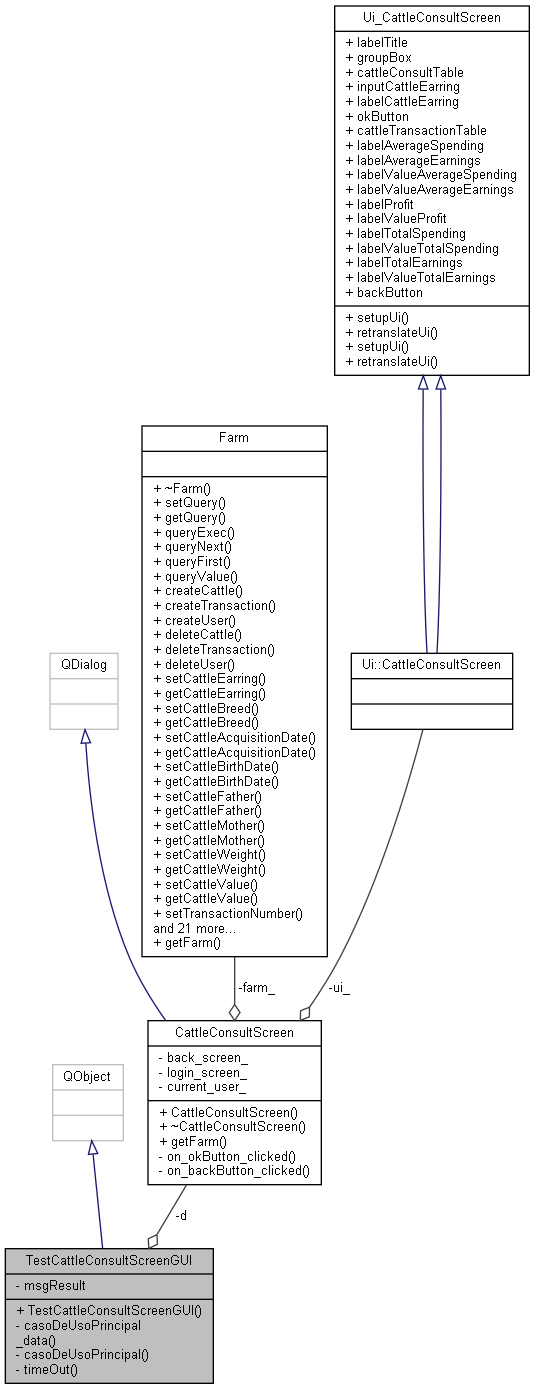 Ui_CattleConsultScreen
+ labelTitle
+ groupBox
+ cattleConsultTable
+ inputCattleEarring
+ labelCattleEarring
+ okButton
+ cattleTransactionTable
+ labelAverageSpending
+ labelAverageEarnings
+ labelValueAverageSpending
+ labelValueAverageEarnings
+ labelProfit
+ labelValueProfit
+ labelTotalSpending
+ labelValueTotalSpending
+ labelTotalEarnings
+ labelValueTotalEarnings
+ backButton
+ setupUi()
+ retranslateUi()
+ setupUi()
+ retranslateUi()
Farm
+ ~Farm()
+ setQuery()
+ getQuery()
+ queryExec()
+ queryNext()
+ queryFirst()
+ queryValue()
+ createCattle()
+ createTransaction()
+ createUser()
+ deleteCattle()
+ deleteTransaction()
+ deleteUser()
+ setCattleEarring()
+ getCattleEarring()
+ setCattleBreed()
+ getCattleBreed()
+ setCattleAcquisitionDate()
+ getCattleAcquisitionDate()
+ setCattleBirthDate()
+ getCattleBirthDate()
+ setCattleFather()
+ getCattleFather()
+ setCattleMother()
+ getCattleMother()
+ setCattleWeight()
+ getCattleWeight()
+ setCattleValue()
+ getCattleValue()
+ setTransactionNumber()
and 21 more...
+ getFarm()
QDialog
Ui::CattleConsultScreen
-farm_
-ui_
CattleConsultScreen
- back_screen_
- login_screen_
- current_user_
+ CattleConsultScreen()
+ ~CattleConsultScreen()
+ getFarm()
- on_okButton_clicked()
- on_backButton_clicked()
QObject
-d
TestCattleConsultScreenGUI
- msgResult
+ TestCattleConsultScreenGUI()
- casoDeUsoPrincipal
_data()
- casoDeUsoPrincipal()
- timeOut()